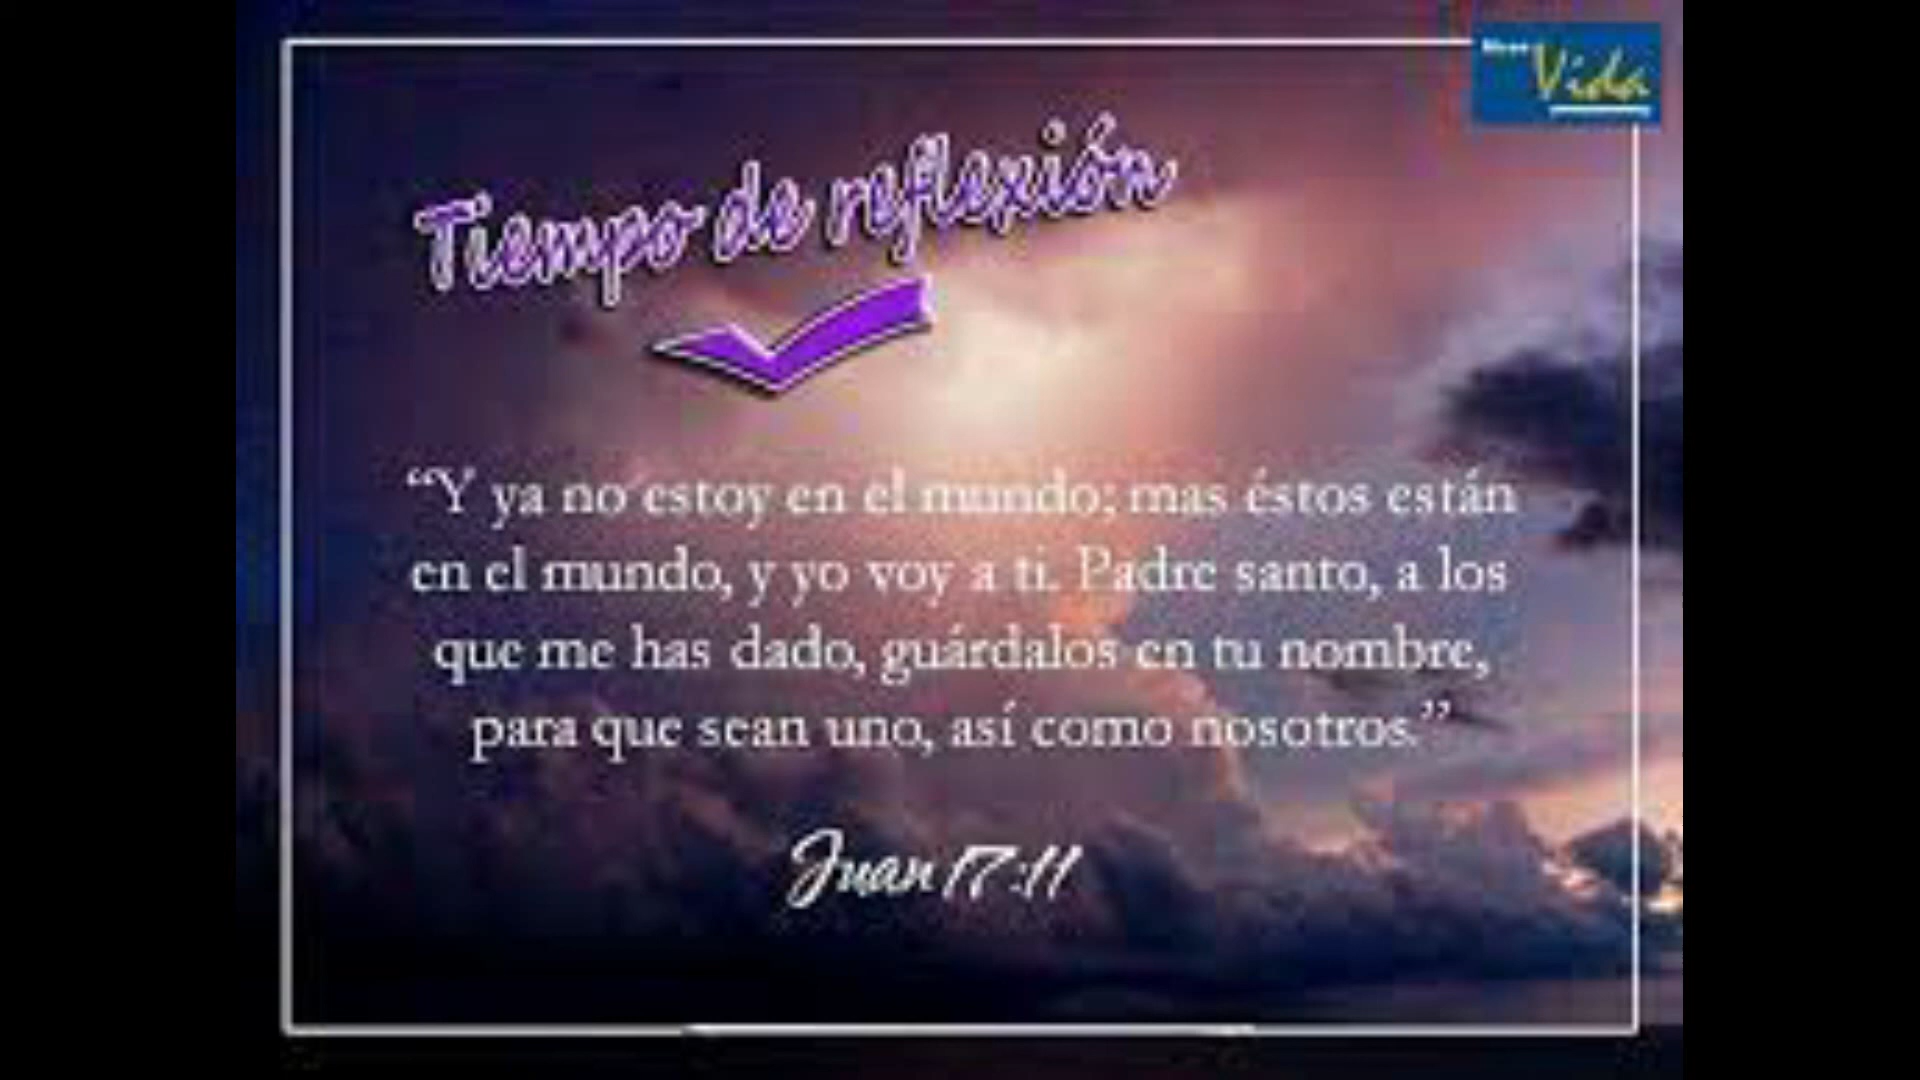 Vida
Tiempo de reflexión
“Y ya no estoy en el mundo; mas éstos están
en el mundo, y yo voy a ti. Padre santo, a los
que me has dado, guárdalos en tu nombre,
para que sean uno, así como nosotros.”
Juan 17:11